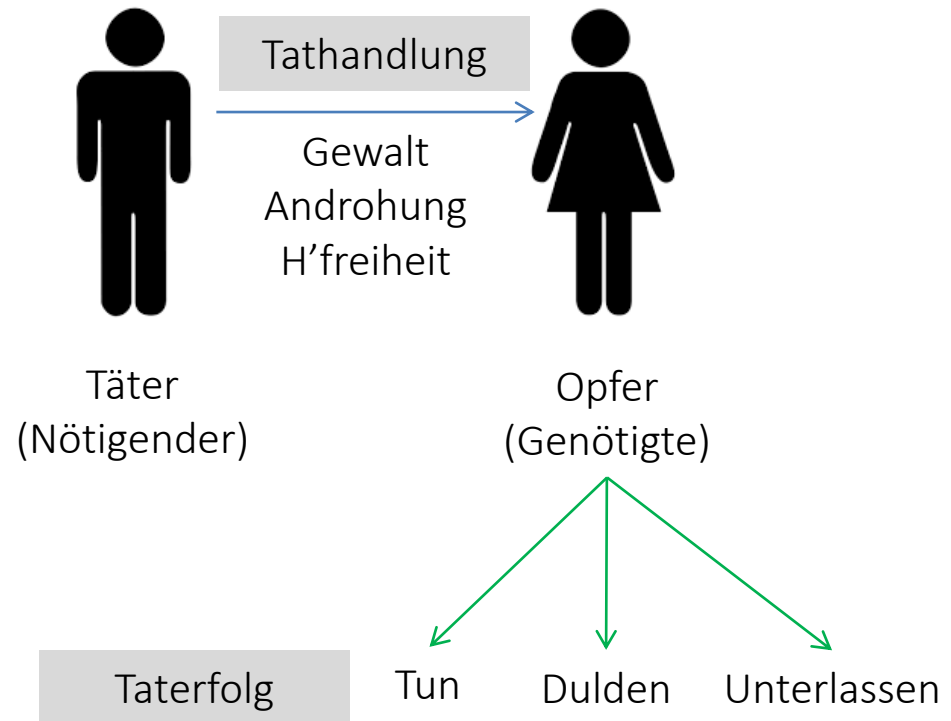 Tathandlung
Gewalt
Androhung
H’freiheit
Täter
(Nötigender)
Opfer
(Genötigte)
Taterfolg
Tun
Dulden
Unterlassen